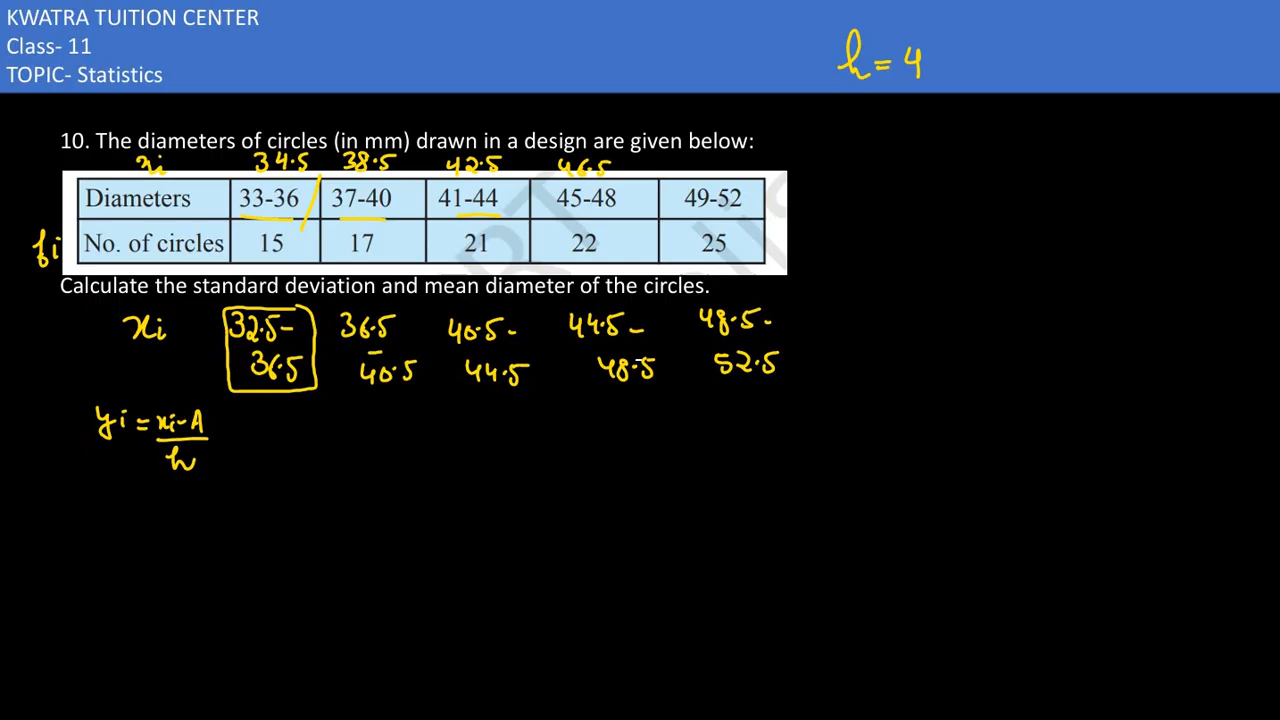 KWATRA TUITION CENTER
Class- 11
TOPIC- Statistics
h = 4
10. The diameters of circles (in mm) drawn in a design are given below:
xi 34.5 38.5 42.5 46.5
Diameters 33-36 37-40 41-44 45-48 49-52
fi No. of circles 15 17 21 22 25
Calculate the standard deviation and mean diameter of the circles.
xi 32.5- 36.5 - 40.5- 44.5- 48.5-
36.5 40.5 44.5 48.5 52.5
yi = xi-A
h